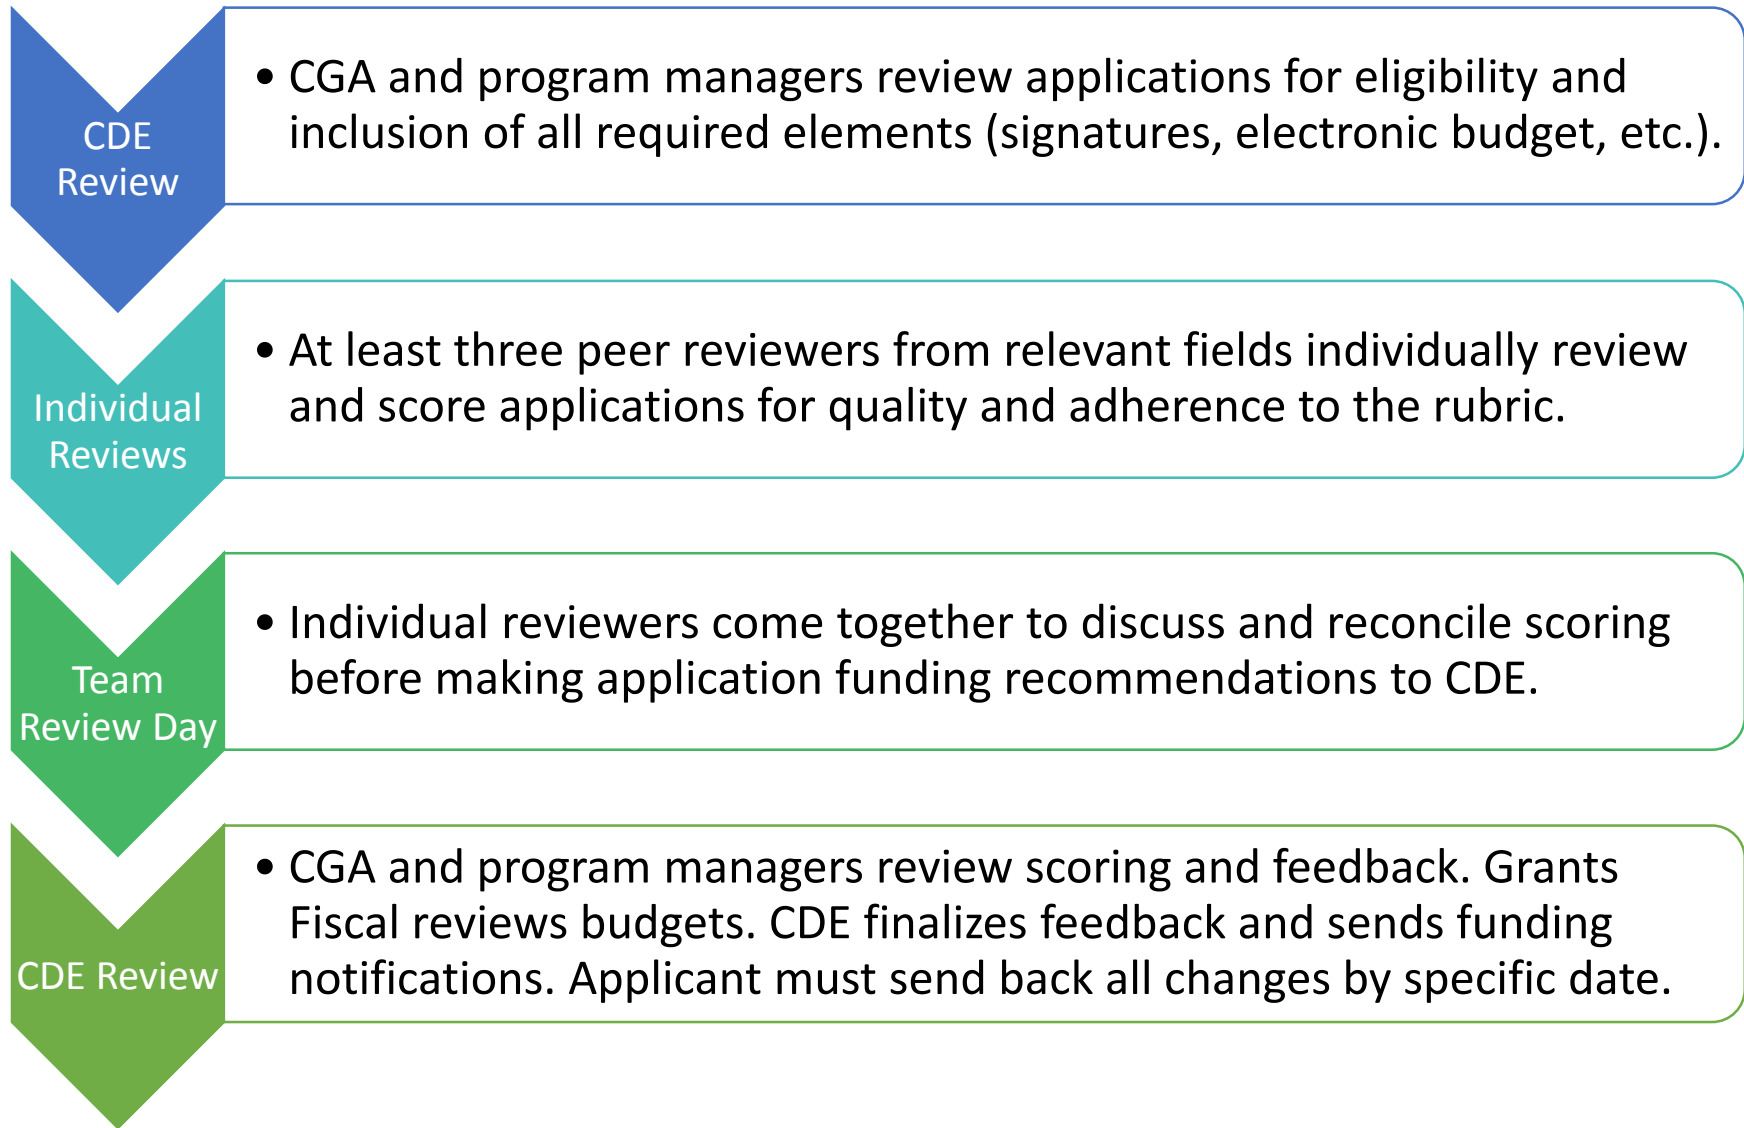 CDE
Review
• CGA and program managers review applications for eligibility and
inclusion of all required elements (signatures, electronic budget, etc.).
Individual
Reviews
• At least three peer reviewers from relevant fields individually review
and score applications for quality and adherence to the rubric.
Team
Review Day
• Individual reviewers come together to discuss and reconcile scoring
before making application funding recommendations to CDE.
CDE Review
• CGA and program managers review scoring and feedback. Grants
Fiscal reviews budgets. CDE finalizes feedback and sends funding
notifications. Applicant must send back all changes by specific date.